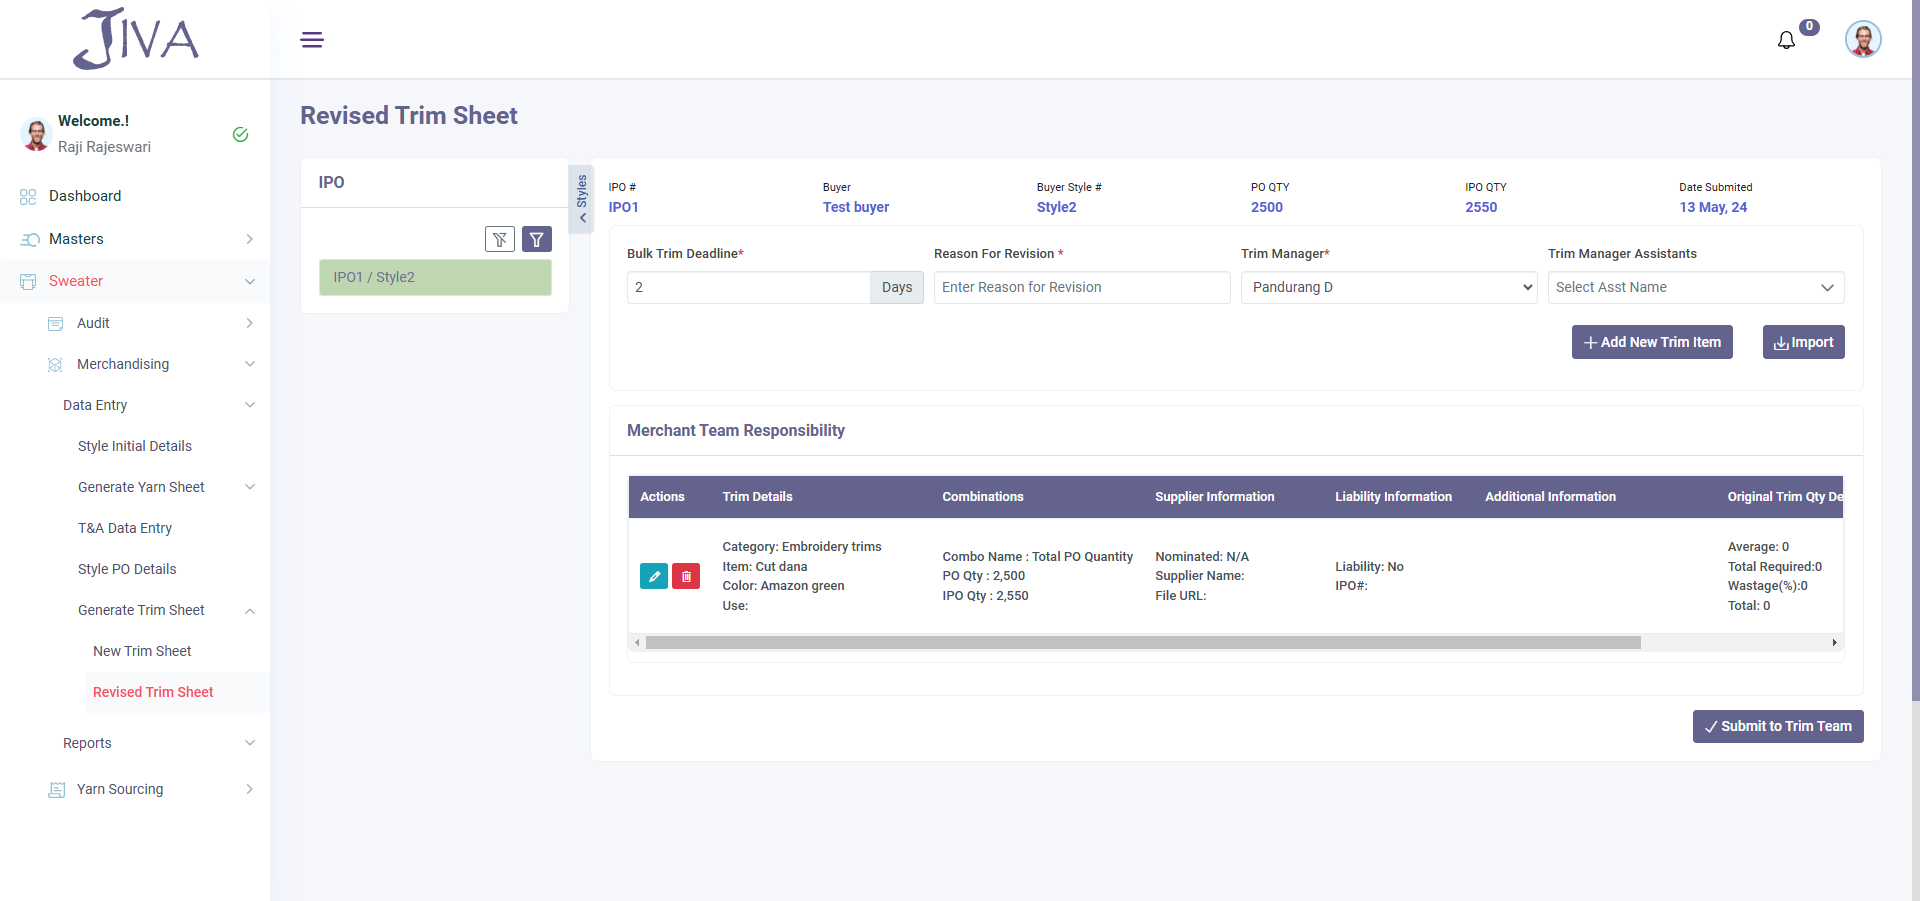 JIVA
0
Welcome.!
Raji Rajeswari
Dashboard
Masters
Sweater
Audit
Merchandising
Data Entry
Style Initial Details
Generate Yarn Sheet
T&A Data Entry
Style PO Details
Generate Trim Sheet
New Trim Sheet
Revised Trim Sheet
Reports
Yarn Sourcing
Revised Trim Sheet
IPO
IPO1 / Style2
Styles
IPO # Buyer Buyer Style # PO QTY IPO QTY Date Submited
IPO1 Test buyer Style2 2500 2550 13 May, 24
Bulk Trim Deadline* Reason For Revision * Trim Manager* Trim Manager Assistants
2 Days Enter Reason for Revision Pandurang D Select Asst Name
Add New Trim Item Import
Merchant Team Responsibility
Actions Trim Details Combinations Supplier Information Liability Information Additional Information Original Trim Qty De
Category: Embroidery trims
Item: Cut dana
Color: Amazon green
Use:
Combo Name : Total PO Quantity
PO Qty : 2,500
IPO Qty : 2,550
Nominated: N/A
Supplier Name:
File URL:
Liability: No
IPO#:
Average: 0
Total Required:0
Wastage(%):0
Total: 0
Submit to Trim Team